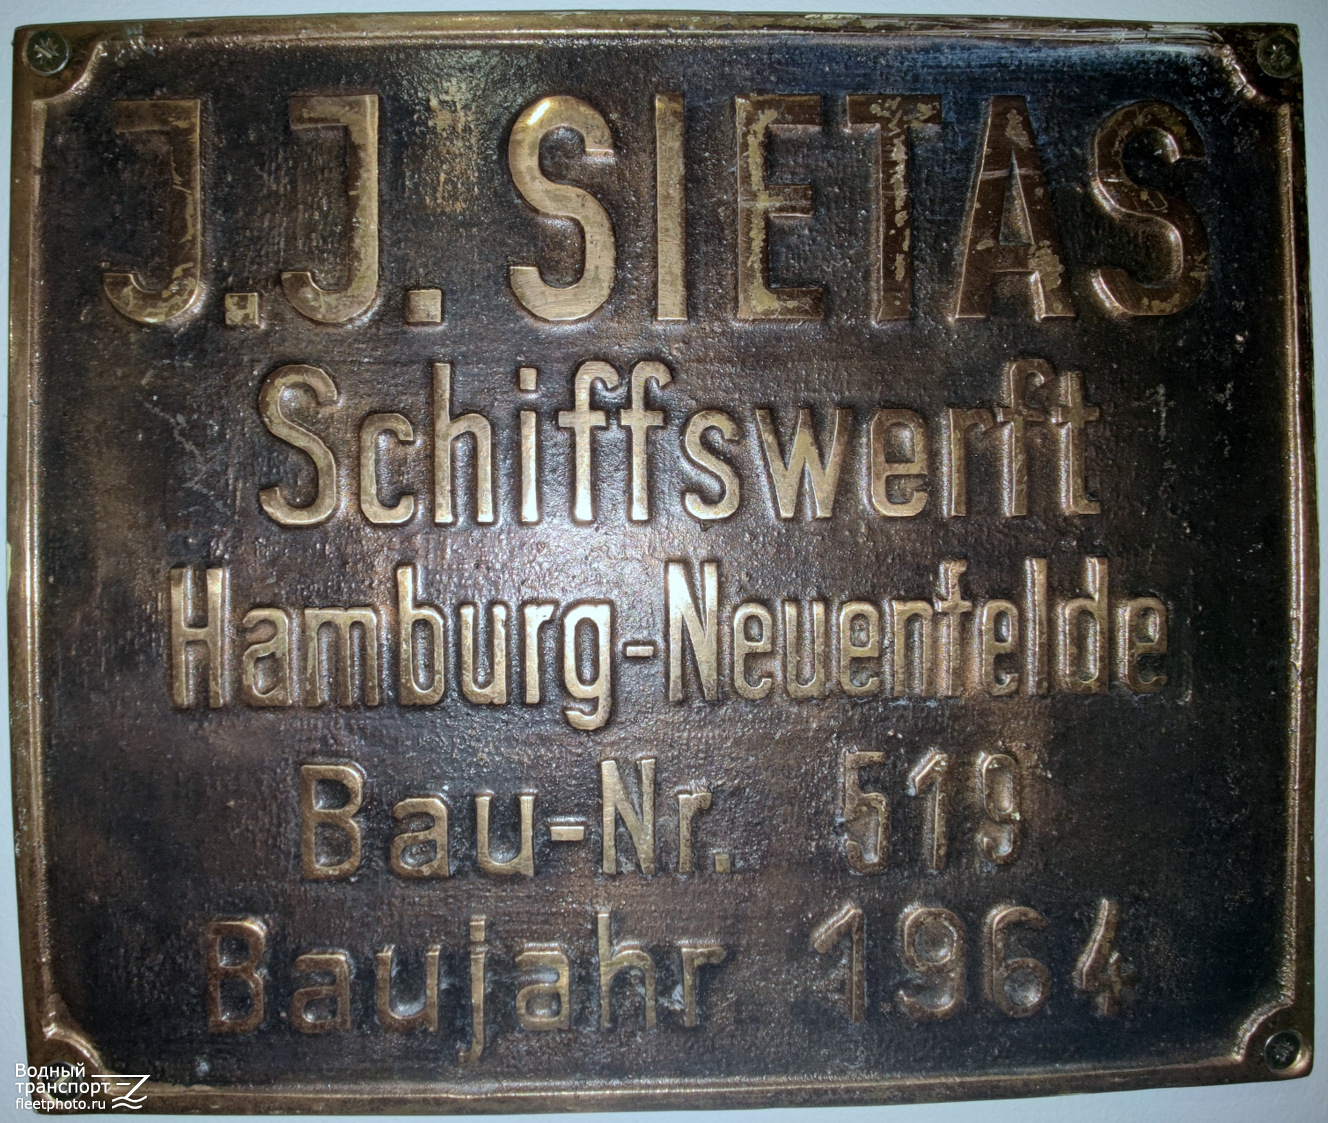 J.J. SIETAS
Schiffswerft
Hamburg-Neuenfelde
Bau-Nr. 519
Baujahr 1964
Водный
транспорт
fleetphoto.ru